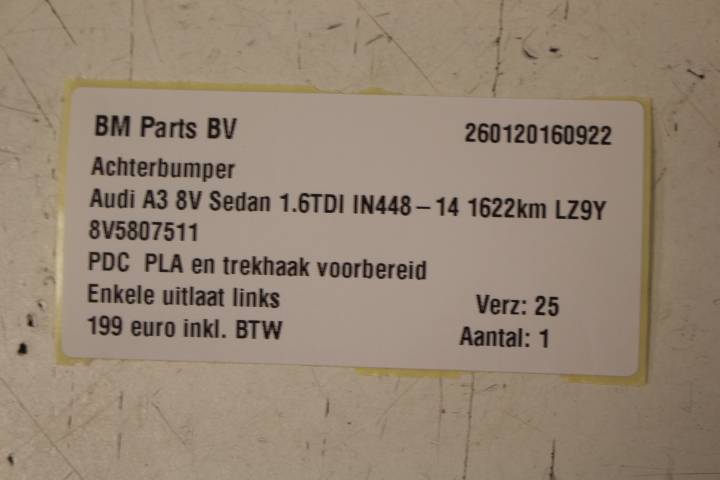 BM Parts BV 260120160922
Achterbumper
Audi A3 8V Sedan 1.6TDI IN448-14 1622km LZ9Y
8V5807511
PDC PLA en trekhaak voorbereid
Enkele uitlaat links Verz: 25
199 euro inkl. BTW Aantal: 1